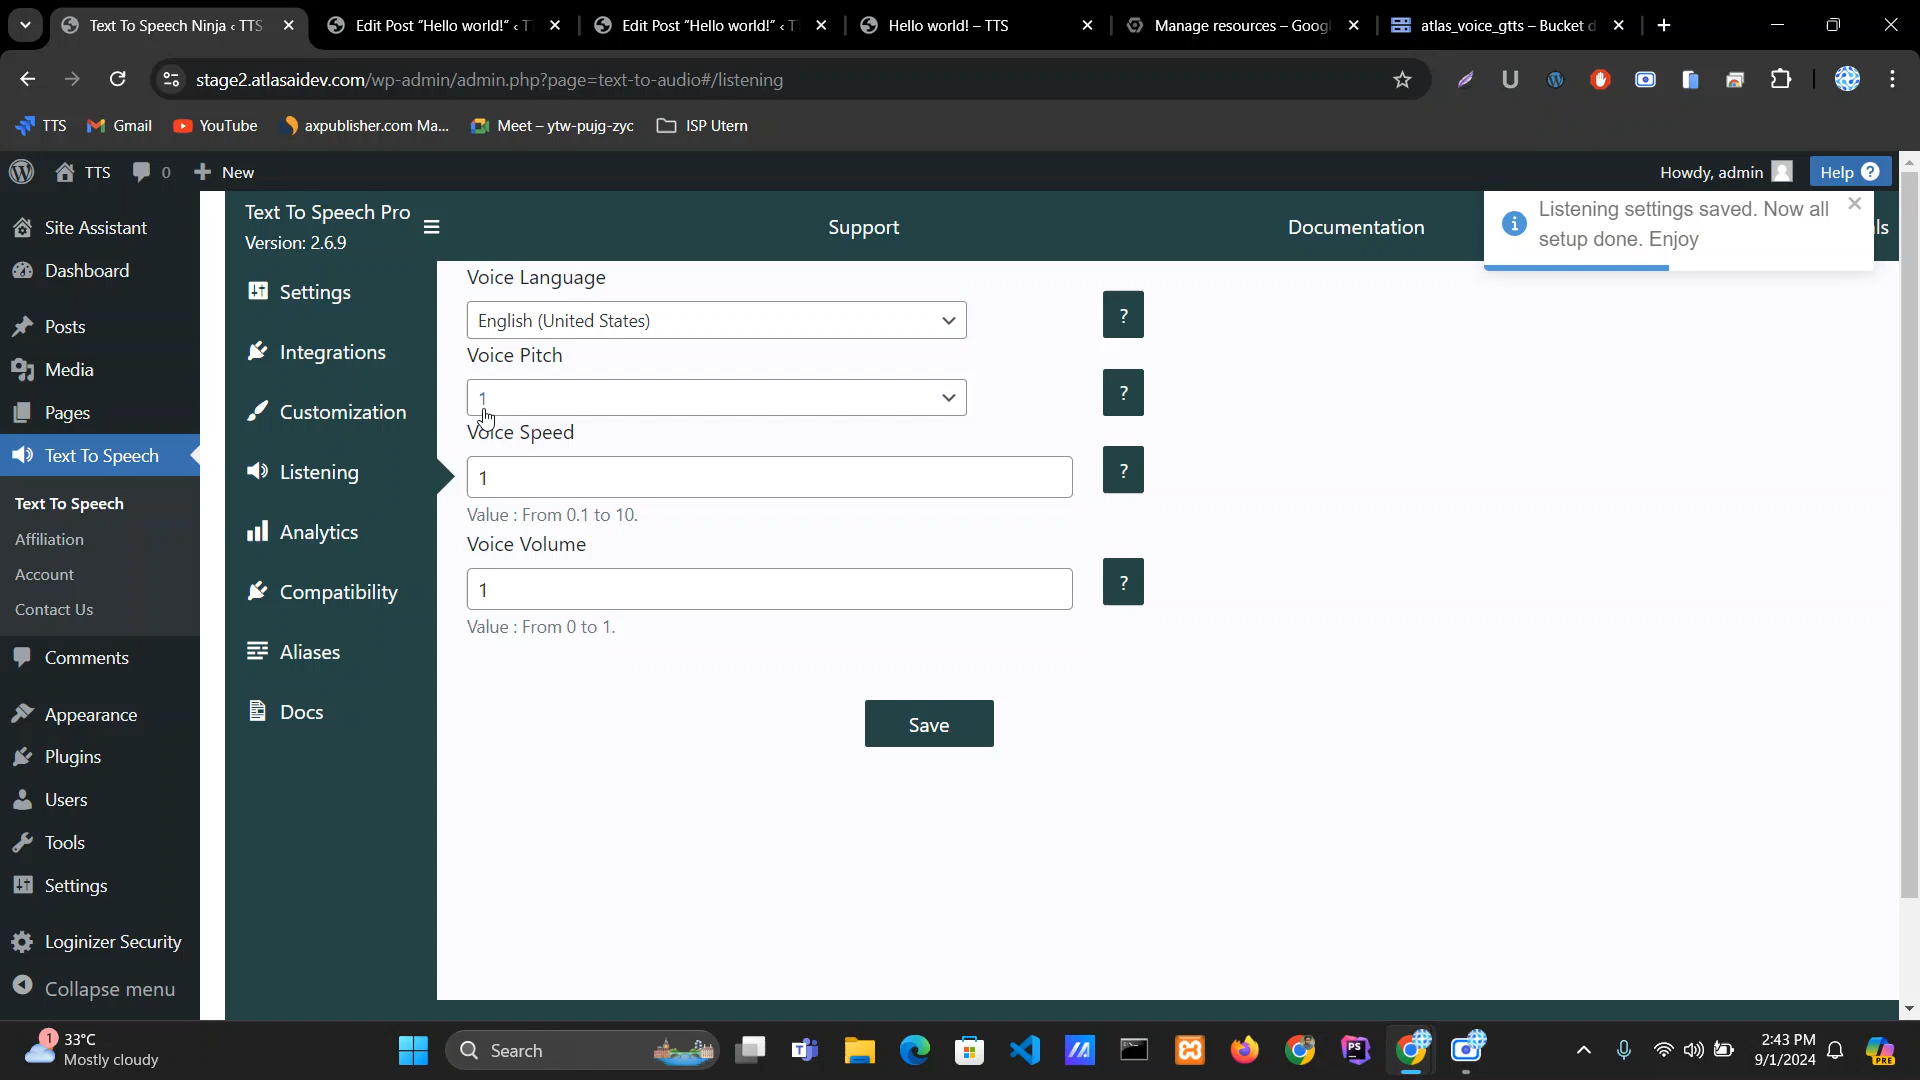 Text To Speech Ninja ‹ TTS
Edit Post "Hello world!" ‹ T
Edit Post "Hello world!" ‹ T
Hello world! – TTS
Manage resources – Googl
atlas_voice_gtts – Bucket d
stage2.atlasaidev.com/wp-admin/admin.php?page=text-to-audio#/listening
TTS
Gmail
YouTube
axpublisher.com Ma...
Meet – ytw-pujg-zyc
ISP Utern
TTS
0
New
Howdy, admin
Help ?
Site Assistant
Dashboard
Posts
Media
Pages
Text To Speech
Text To Speech
Affiliation
Account
Contact Us
Comments
Appearance
Plugins
Users
Tools
Settings
Loginizer Security
Collapse menu
Text To Speech Pro
Version: 2.6.9
Support
Documentation
ls
Listening settings saved. Now all
setup done. Enjoy
Settings
Integrations
Customization
Listening
Analytics
Compatibility
Aliases
Docs
Voice Language
English (United States)
?
Voice Pitch
1
?
Voice Speed
1
?
Value : From 0.1 to 10.
Voice Volume
1
?
Value : From 0 to 1.
Save
1
33°C
Mostly cloudy
Search
PS
2:43 PM
9/1/2024
PRE